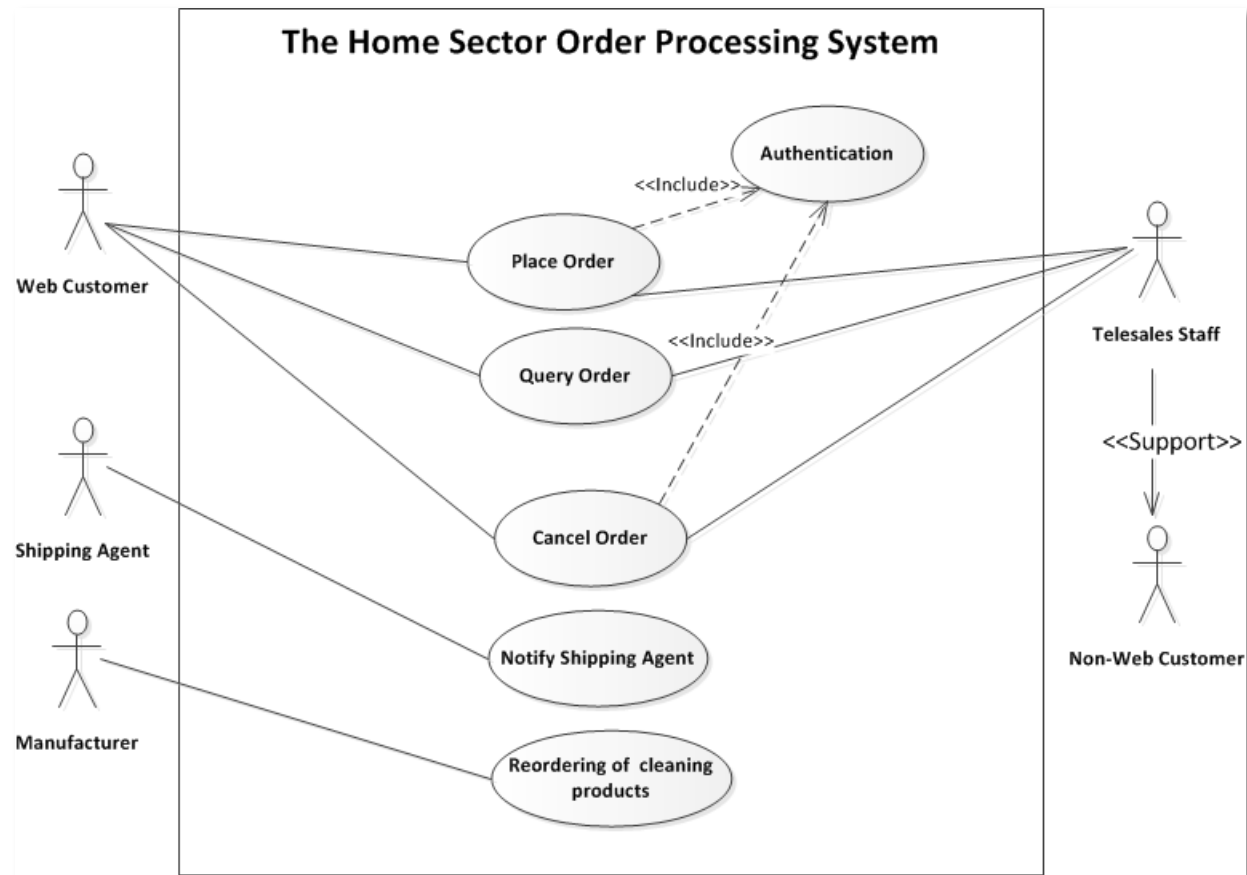 The Home Sector Order Processing System
Authentication
<<Include>>
Place Order
Web Customer
Telesales Staff
<<Include>>
Query Order
<<Support>>
Cancel Order
Shipping Agent
Non-Web Customer
Notify Shipping Agent
Manufacturer
Reordering of cleaning
products